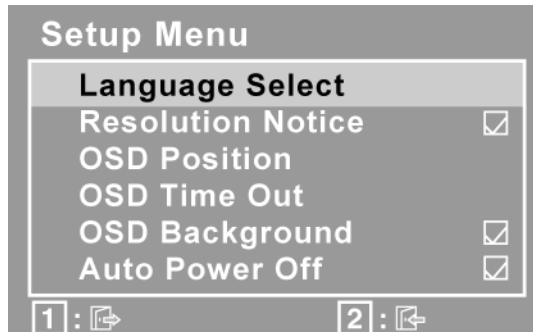 Setup Menu
Language Select
Resolution Notice
OSD Position
OSD Time Out
OSD Background
Auto Power Off
1 : 2 :